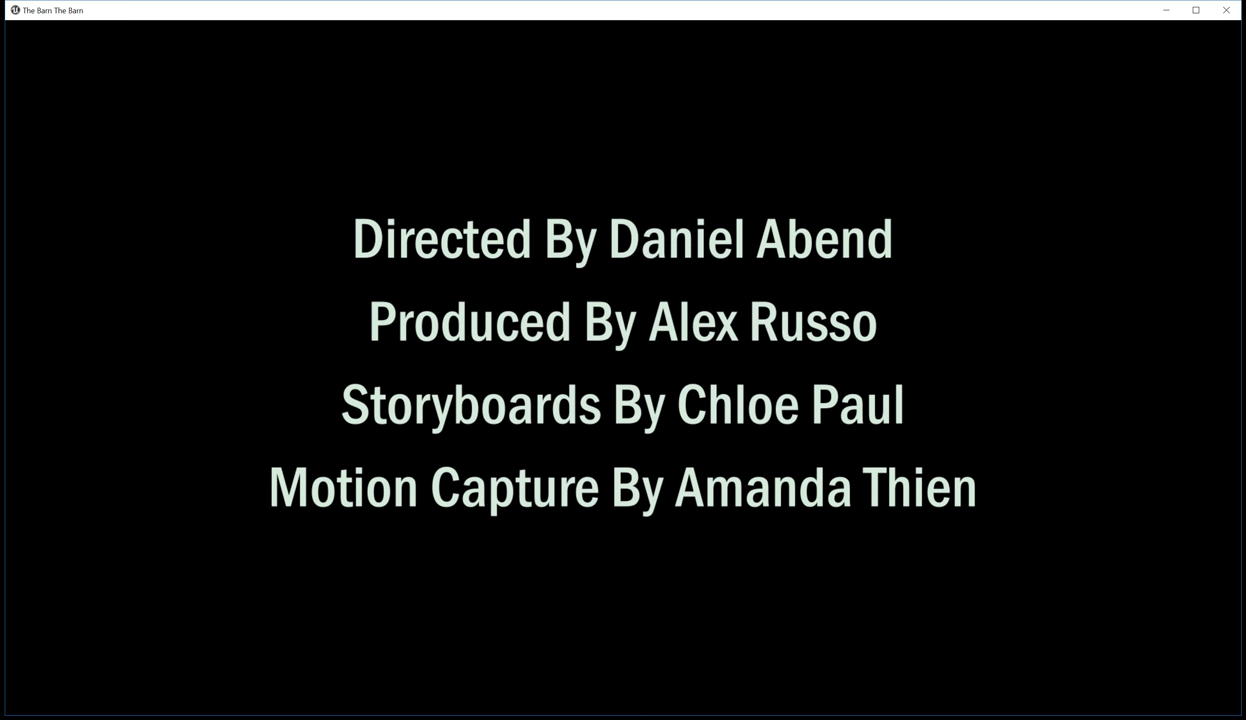 The Barn The Barn
Directed By Daniel Abend
Produced By Alex Russo
Storyboards By Chloe Paul
Motion Capture By Amanda Thien